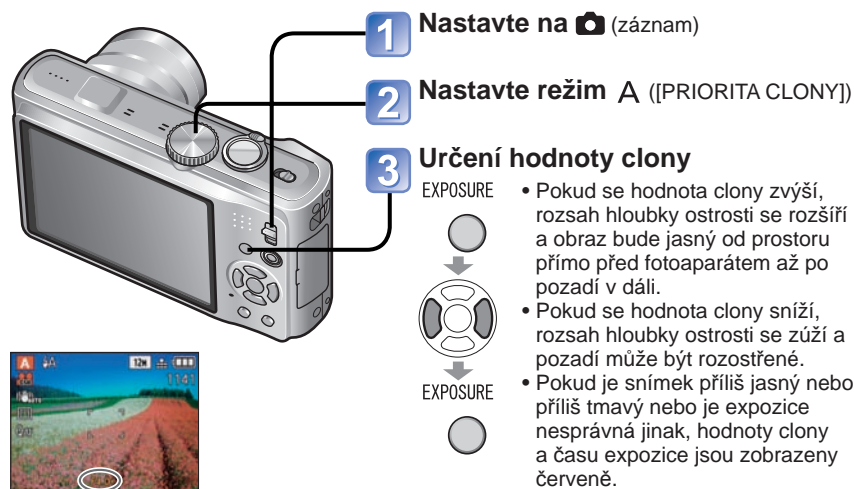 1 Nastavte na (záznam)
2 Nastavte režim A ([PRIORITA CLONY])
3 Určení hodnoty clony
EXPOSURE
• Pokud se hodnota clony zvýší,
rozsah hloubky ostrosti se rozšíří
a obraz bude jasný od prostoru
přímo před fotoaparátem až po
pozadí v dáli.
• Pokud se hodnota clony sníží,
rozsah hloubky ostrosti se zúží a
pozadí může být rozostřené.
EXPOSURE
• Pokud je snímek příliš jasný nebo
příliš tmavý nebo je expozice
nesprávná jinak, hodnoty clony
a času expozice jsou zobrazeny
červeně.
A
12M
1141